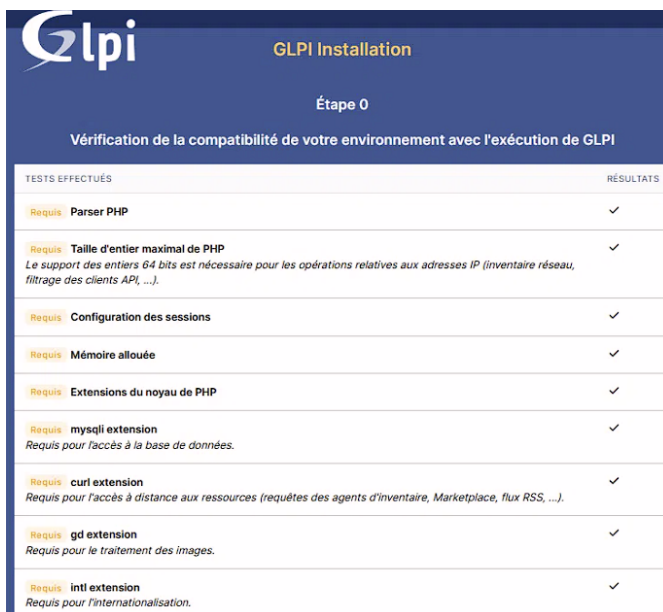 Glpi
GLPI Installation
Étape 0
Vérification de la compatibilité de votre environnement avec l'exécution de GLPI
TESTS EFFECTUÉS RÉSULTATS
Requis Parser PHP
Requis Taille d'entier maximal de PHP
Le support des entiers 64 bits est nécessaire pour les opérations relatives aux adresses IP (inventaire réseau,
filtrage des clients API, ...).
Requis Configuration des sessions
Requis Mémoire allouée
Requis Extensions du noyau de PHP
Requis mysqli extension
Requis pour l'accès à la base de données.
Requis curl extension
Requis pour l'accès à distance aux ressources (requêtes des agents d'inventaire, Marketplace, flux RSS, ...).
Requis gd extension
Requis pour le traitement des images.
Requis intl extension
Requis pour l'internationalisation.